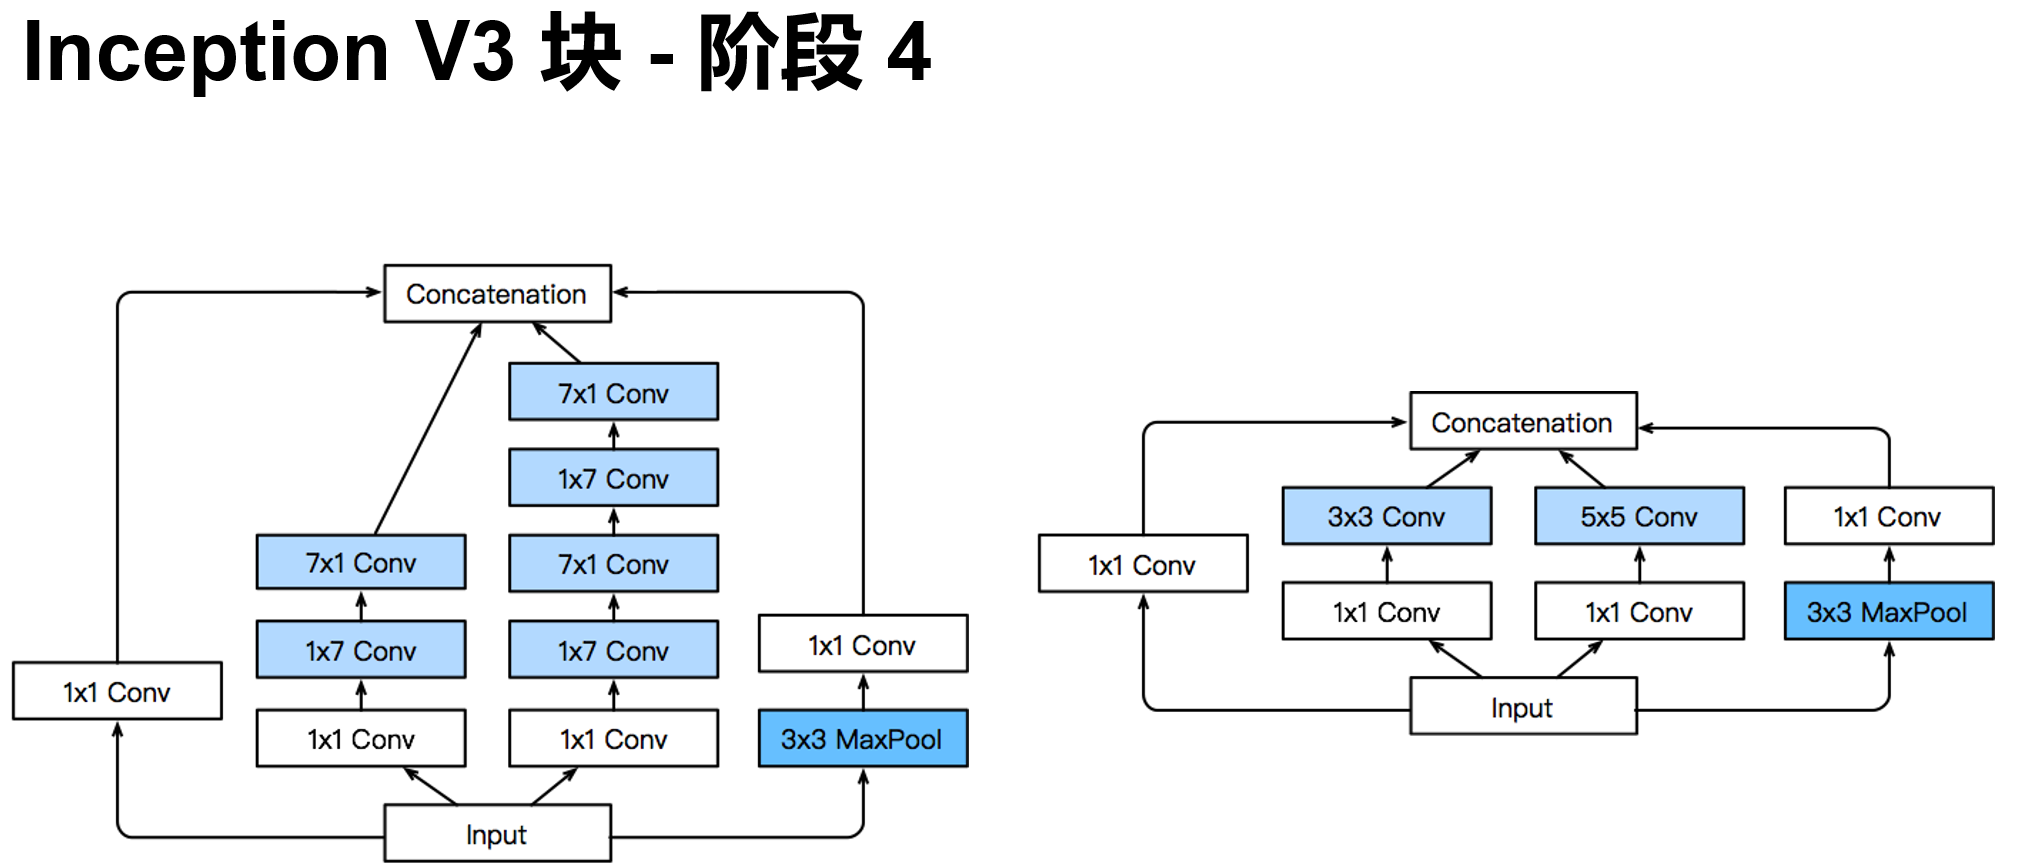 Inception V3 块 - 阶段 4
Concatenation
7x1 Conv
1x7 Conv
7x1 Conv
7x1 Conv
1x7 Conv
1x7 Conv
1x1 Conv
1x1 Conv
1x1 Conv
1x1 Conv
3x3 MaxPool
Input
Concatenation
3x3 Conv
5x5 Conv
1x1 Conv
1x1 Conv
1x1 Conv
1x1 Conv
3x3 MaxPool
Input